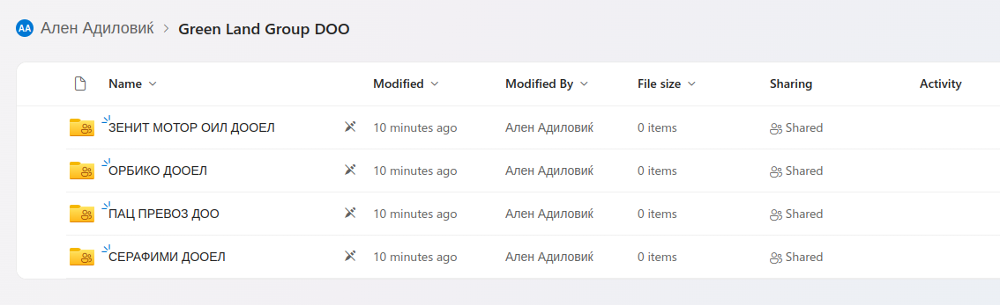 AA Ален Адиловиќ > Green Land Group DOO
Name Modified Modified By File size Sharing Activity
ЗЕНИТ МОТОР ОИЛ ДООЕЛ 10 minutes ago Ален Адиловиќ 0 items Shared
ОРБИКО ДООЕЛ 10 minutes ago Ален Адиловиќ 0 items Shared
ПАЦ ПРЕВОЗ ДОО 10 minutes ago Ален Адиловиќ 0 items Shared
СЕРАФИМИ ДООЕЛ 10 minutes ago Ален Адиловиќ 0 items Shared